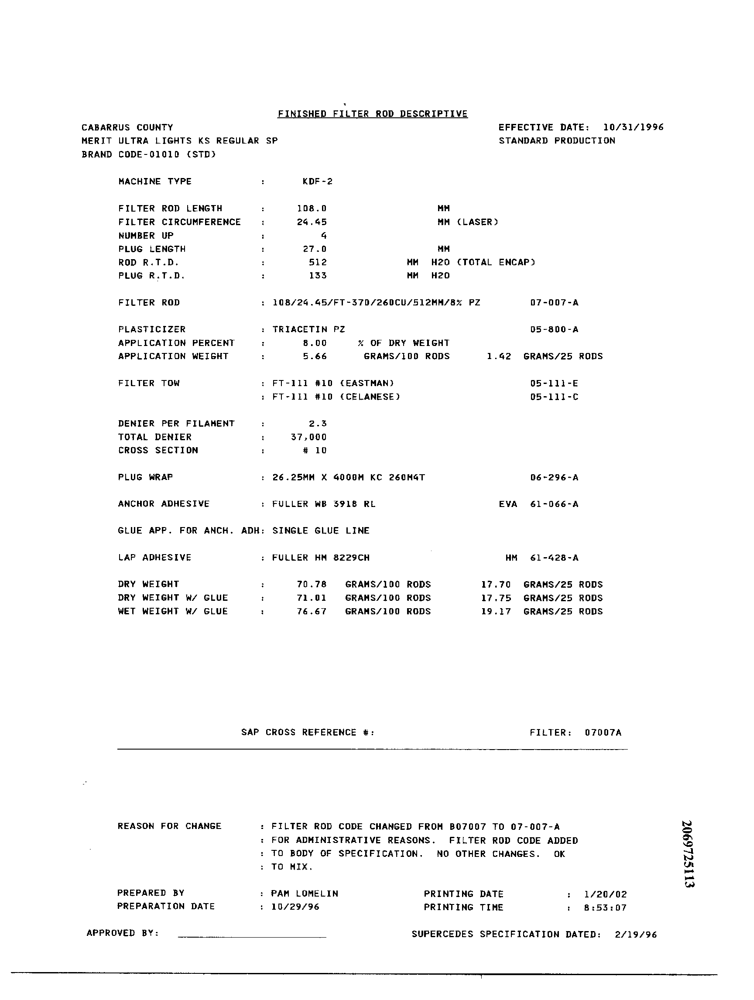 FINISHED FILTER ROD DESCRIPTIVE
CABARRUS COUNTY EFFECTIVE DATE: 10/31/1996
MERIT ULTRA LIGHTS KS REGULAR SP STANDARD PRODUCTION
BRAND CODE-01010 (STD)
MACHINE TYPE : KDF-2
FILTER ROD LENGTH : 108.0 MM
FILTER CIRCUMFERENCE : 24.45 MM (LASER)
NUMBER UP : 4
PLUG LENGTH : 27.0 MM
ROD R.T.D. : 512 MM H2O (TOTAL ENCAP)
PLUG R.T.D. : 133 MM H2O
FILTER ROD : 108/24.45/FT-370/260CU/512MM/8% PZ 07-007-A
PLASTICIZER : TRIACETIN PZ 05-800-A
APPLICATION PERCENT : 8.00 % OF DRY WEIGHT
APPLICATION WEIGHT : 5.66 GRAMS/100 RODS 1.42 GRAMS/25 RODS
FILTER TOW : FT-111 #10 (EASTMAN) 05-111-E
: FT-111 #10 (CELANESE) 05-111-C
DENIER PER FILAMENT : 2.3
TOTAL DENIER : 37,000
CROSS SECTION : # 10
PLUG WRAP : 26.25MM X 4000M KC 260M4T 06-296-A
ANCHOR ADHESIVE : FULLER WB 3918 RL EVA 61-066-A
GLUE APP. FOR ANCH. ADH: SINGLE GLUE LINE
LAP ADHESIVE : FULLER HM 8229CH HM 61-428-A
DRY WEIGHT : 70.78 GRAMS/100 RODS 17.70 GRAMS/25 RODS
DRY WEIGHT W/ GLUE : 71.01 GRAMS/100 RODS 17.75 GRAMS/25 RODS
WET WEIGHT W/ GLUE : 76.67 GRAMS/100 RODS 19.17 GRAMS/25 RODS
SAP CROSS REFERENCE #: FILTER: 07007A
REASON FOR CHANGE : FILTER ROD CODE CHANGED FROM B07007 TO 07-007-A
: FOR ADMINISTRATIVE REASONS. FILTER ROD CODE ADDED
: TO BODY OF SPECIFICATION. NO OTHER CHANGES. OK
: TO MIX.
PREPARED BY : PAM LOMELIN PRINTING DATE : 1/20/02
PREPARATION DATE : 10/29/96 PRINTING TIME : 8:53:07
APPROVED BY: SUPERCEDES SPECIFICATION DATED: 2/19/96
2069725113